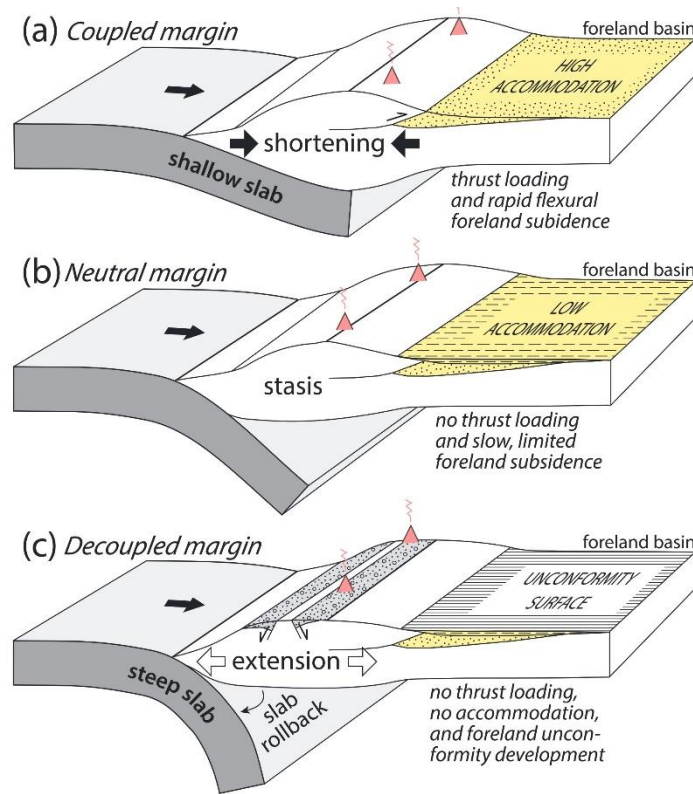 (a) Coupled margin
foreland basin
HIGH
ACCOMMODATION
shortening
shallow slab
thrust loading
and rapid flexural
foreland subidence
(b) Neutral margin
foreland basin
LOW
ACCOMMODATION
stasis
no thrust loading
and slow, limited
foreland subsidence
(c) Decoupled margin
foreland basin
UNCONFORMITY
SURFACE
extension
steep slab
slab
rollback
no thrust loading,
no accommodation,
and foreland uncon-
formity development